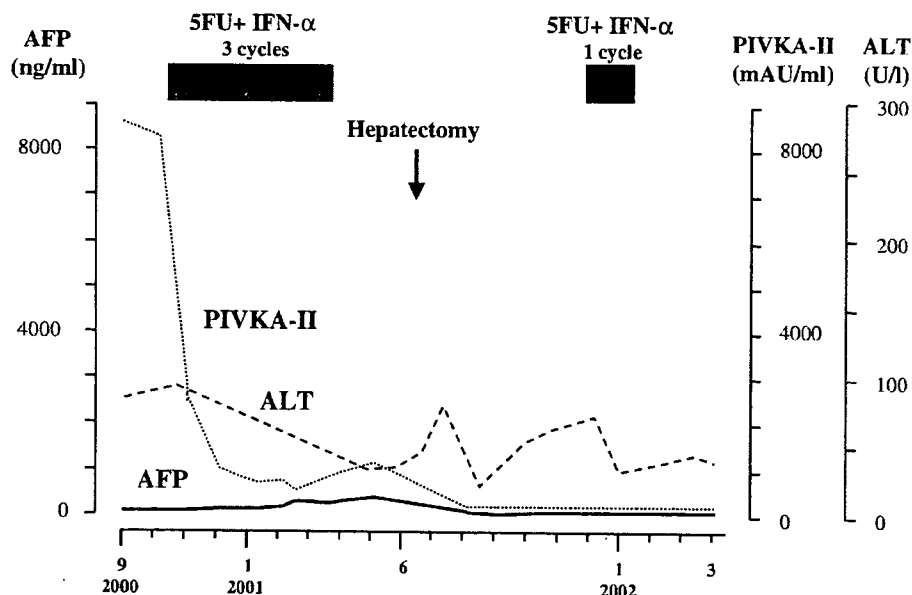 5FU+ IFN-α
3 cycles
5FU+ IFN-α
1 cycle
AFP
(ng/ml)
PIVKA-II
(mAU/ml)
ALT
(U/l)
Hepatectomy
8000
4000
0
PIVKA-II
ALT
AFP
8000
4000
0
300
200
100
0
9
2000
1
2001
6
1
2002
3